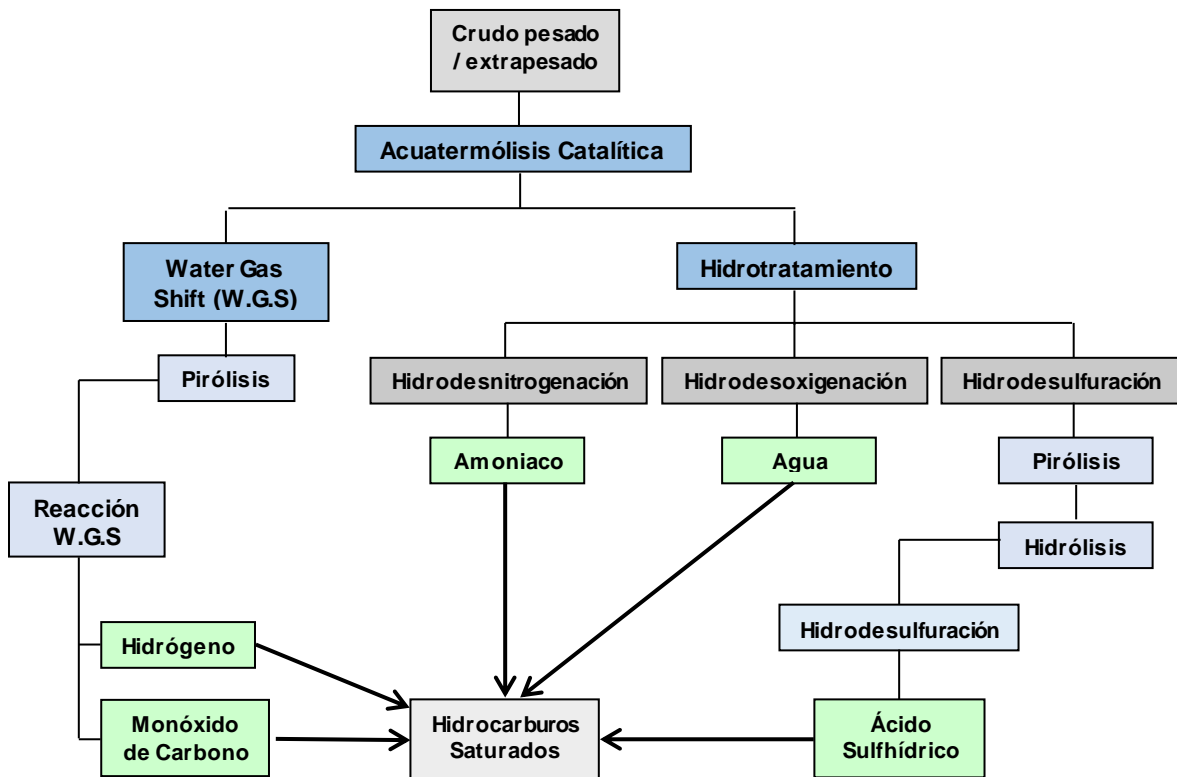 Crudo pesado
/ extrapesado
Acuatermólisis Catalítica
Water Gas
Shift (W.G.S)
Hidrotratamiento
Pirólisis
Hidrodesnitrogenación
Hidrodesoxigenación
Hidrodesulfuración
Amoniaco
Agua
Pirólisis
Reacción
W.G.S
Hidrólisis
Hidrodesulfuración
Hidrógeno
Monóxido
de Carbono
Hidrocarburos
Saturados
Ácido
Sulfhídrico